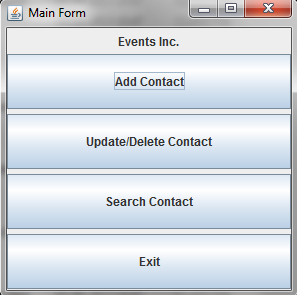 Main Form
Events Inc.
Add Contact
Update/Delete Contact
Search Contact
Exit